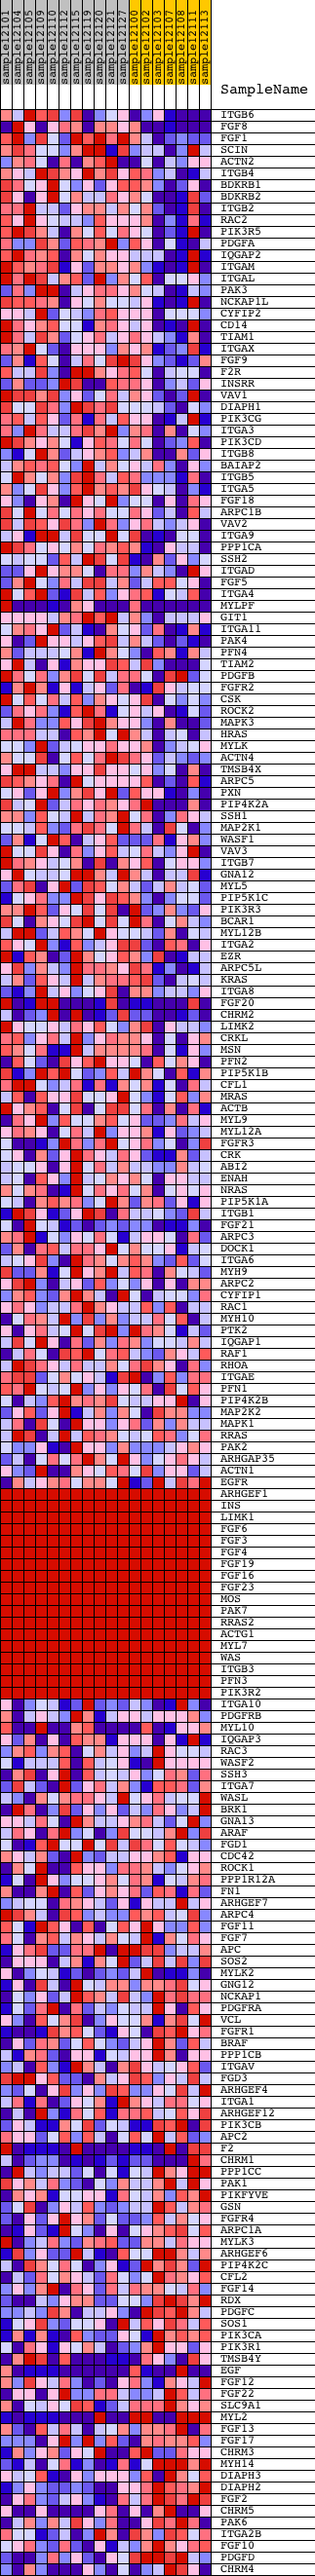 sample12101
sample12104
sample12105
sample12109
sample12110
sample12112
sample12115
sample12119
sample12127
sample12100
sample12102
sample12103
sample12107
sample12108
sample12111
sample12113
SampleName
ITGB6
FGF8
FGF1
SCIN
ACTN2
ITGB4
BDKRB1
BDKRB2
ITGB2
RAC2
PIK3R5
PDGFA
IQGAP2
ITGAM
ITGAL
PAK3
NCKAP1L
CYFIP2
CD14
TIAM1
ITGAX
FGF9
F2R
INSRR
VAV1
DIAPH1
PIK3CG
ITGA3
PIK3CD
ITGB8
BAIAP2
ITGB5
ITGA5
FGF18
ARPC1B
VAV2
ITGA9
PPP1CA
SSH2
ITGAD
FGF5
ITGA4
MYLPF
GIT1
ITGA11
PAK4
PFN4
TIAM2
PDGFB
FGFR2
CSK
ROCK2
MAPK3
HRAS
MYLK
ACTN4
TMSB4X
ARPC5
PXN
PIP4K2A
SSH1
MAP2K1
WASF1
VAV3
ITGB7
GNA12
MYL5
PIP5K1C
PIK3R3
BCAR1
MYL12B
ITGA2
EZR
ARPC5L
KRAS
ITGA8
FGF20
CHRM2
LIMK2
CRKL
MSN
PFN2
PIP5K1B
CFL1
MRAS
ACTB
MYL9
MYL12A
FGFR3
CRK
ABI2
ENAH
NRAS
PIP5K1A
ITGB1
FGF21
ARPC3
DOCK1
ITGA6
MYH9
ARPC2
CYFIP1
RAC1
MYH10
PTK2
IQGAP1
RAF1
RHOA
ITGAE
PFN1
PIP4K2B
MAP2K2
MAPK1
RRAS
PAK2
ARHGAP35
ACTN1
EGFR
ARHGEF1
INS
LIMK1
FGF6
FGF3
FGF4
FGF19
FGF16
FGF23
MOS
PAK7
RRAS2
ACTG1
MYL7
WAS
ITGB3
PFN3
PIK3R2
ITGA10
PDGFRB
MYL10
IQGAP3
RAC3
WASF2
SSH3
ITGA7
WASL
BRK1
GNA13
ARAF
FGD1
CDC42
ROCK1
PPP1R12A
FN1
ARHGEF7
ARPC4
FGF11
FGF7
APC
SOS2
MYLK2
GNG12
NCKAP1
PDGFRA
VCL
FGFR1
BRAF
PPP1CB
ITGAV
FGD3
ARHGEF4
ITGA1
ARHGEF12
PIK3CB
APC2
F2
CHRM1
PPP1CC
PAK1
PIKFYVE
GSN
FGFR4
ARPC1A
MYLK3
ARHGEF6
PIP4K2C
CFL2
FGF14
RDX
PDGFC
SOS1
PIK3CA
PIK3R1
TMSB4Y
EGF
FGF12
FGF22
SLC9A1
MYL2
FGF13
FGF17
CHRM3
MYH14
DIAPH3
DIAPH2
FGF2
CHRM5
PAK6
ITGA2B
FGF10
PDGFD
CHRM4